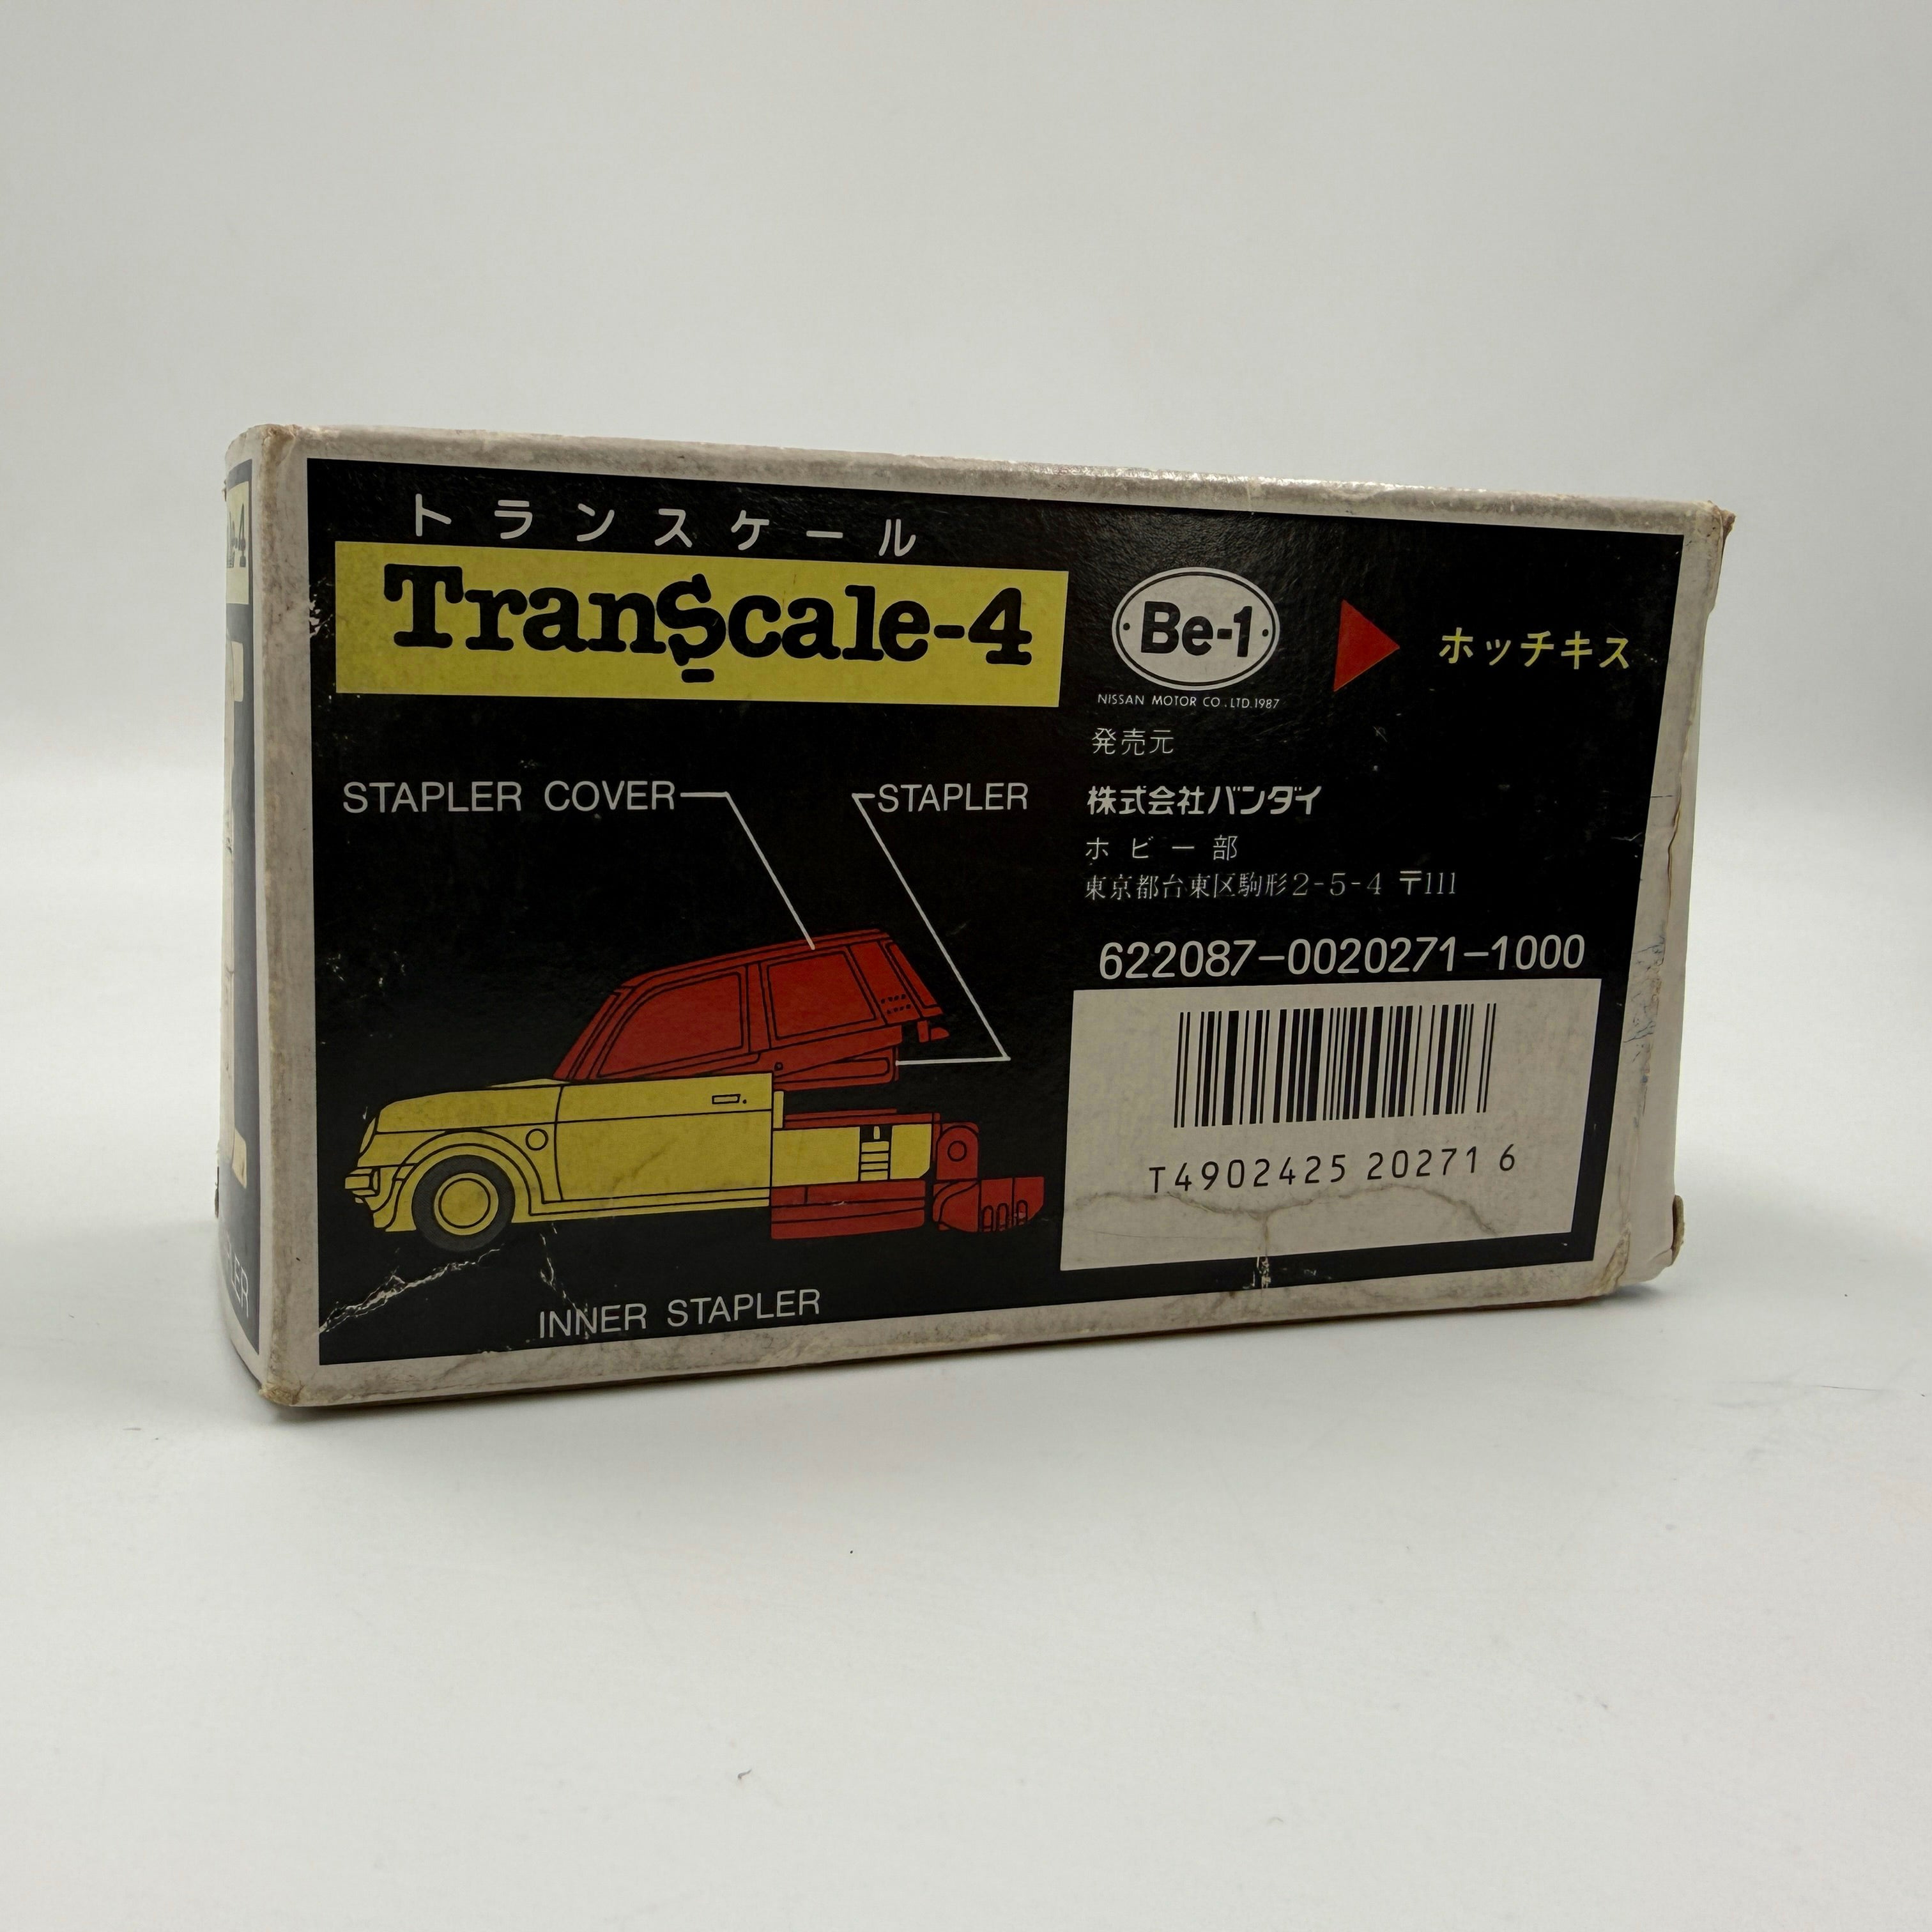 トランスケール
TranScale-4
Be-1
NISSAN MOTOR CO.,LTD.1987
ホッチキス
発売元
株式会社バンダイ
ホビー部
東京都台東区駒形2-5-4 〒111
622087-0020271-1000
T4902425 20271 6
STAPLER COVER
STAPLER
INNER STAPLER